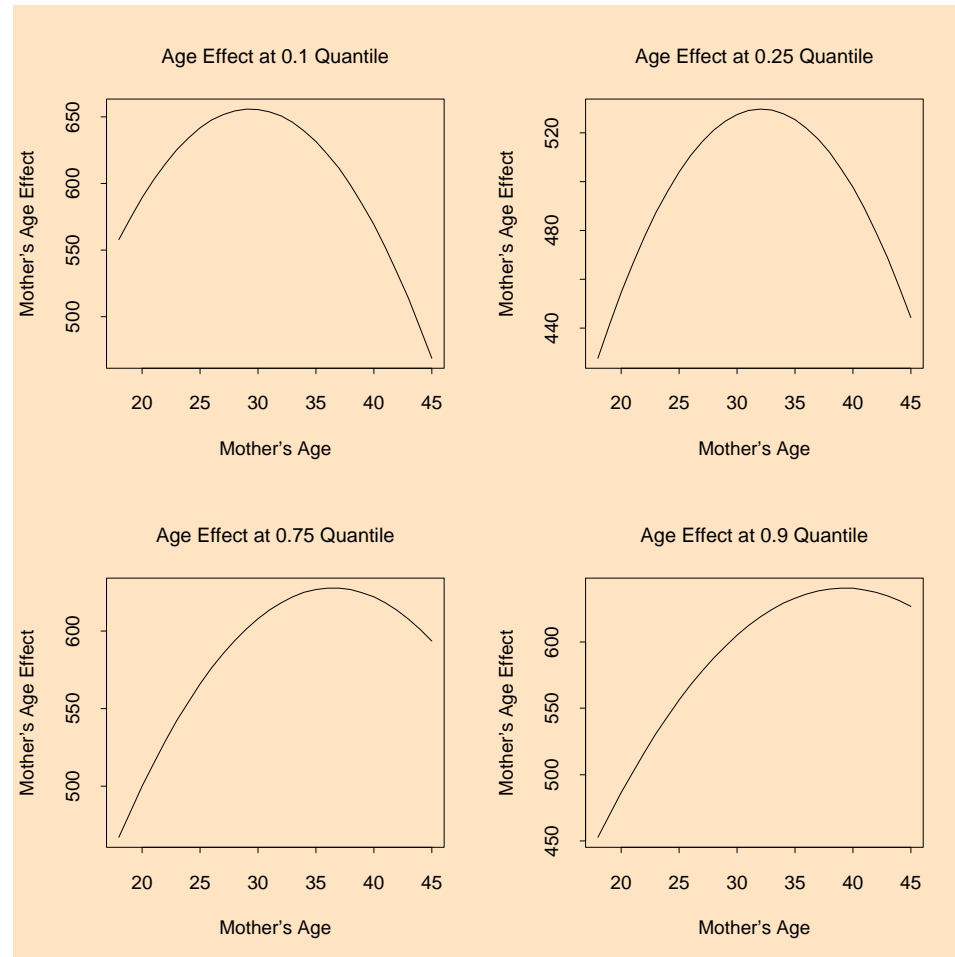 Age Effect at 0.1 Quantile
Mother's Age Effect
650
600
550
500
20 25 30 35 40 45
Mother's Age
Age Effect at 0.25 Quantile
Mother's Age Effect
520
480
440
20 25 30 35 40 45
Mother's Age
Age Effect at 0.75 Quantile
Mother's Age Effect
600
550
500
20 25 30 35 40 45
Mother's Age
Age Effect at 0.9 Quantile
Mother's Age Effect
600
550
500
450
20 25 30 35 40 45
Mother's Age